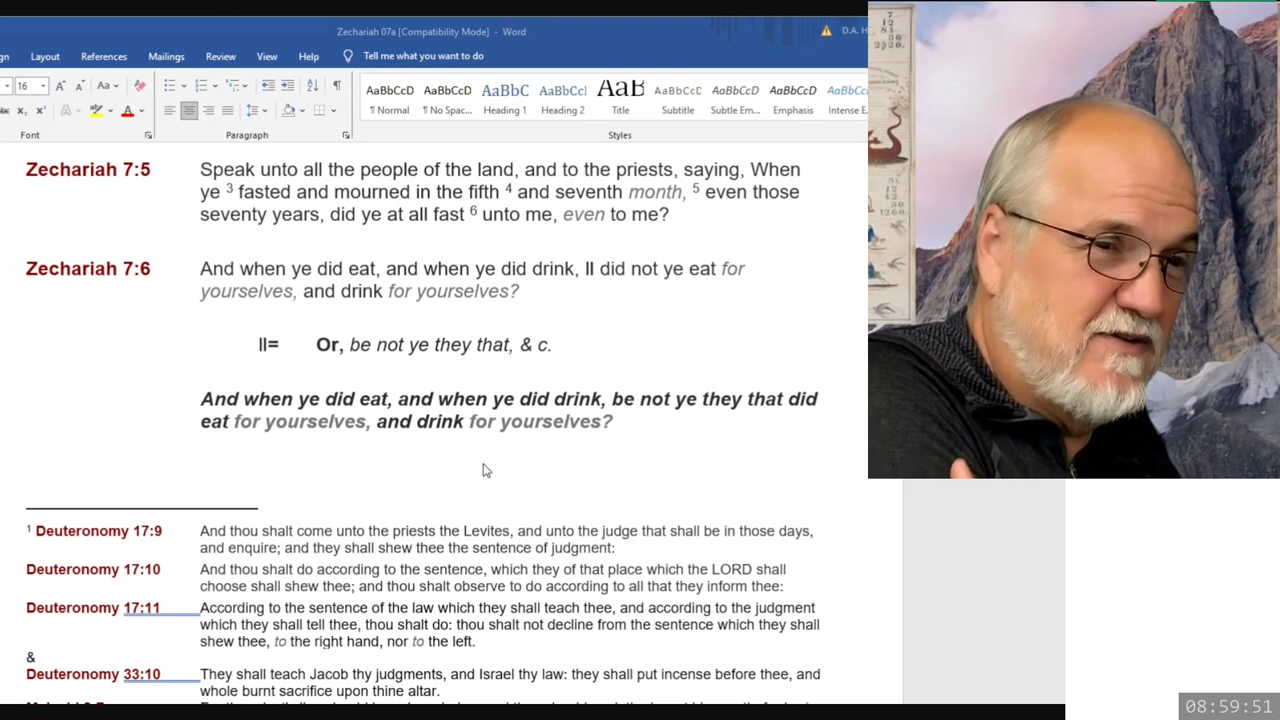 Zechariah 07a [Compatibility Mode] - Word
D.A. H
gn Layout References Mailings Review View Help Tell me what you want to do
16 Aa
AaBbCcD AaBbCcD AaBbC AaBbCcl AaB AaBbCcD AaBbCcD AaBbCcD AaBbCc
¶ Normal ¶ No Spac... Heading 1 Heading 2 Title Subtitle Subtle Em... Emphasis Intense E
Font Paragraph Styles
7
12
84
2520.
12
1260
Zechariah 7:5 Speak unto all the people of the land, and to the priests, saying, When
ye 3 fasted and mourned in the fifth 4 and seventh month, 5 even those
seventy years, did ye at all fast 6 unto me, even to me?
Zechariah 7:6 And when ye did eat, and when ye did drink, ǁ did not ye eat for
yourselves, and drink for yourselves?
ǁ= Or, be not ye they that, & c.
And when ye did eat, and when ye did drink, be not ye they that did
eat for yourselves, and drink for yourselves?
1 Deuteronomy 17:9 And thou shalt come unto the priests the Levites, and unto the judge that shall be in those days,
and enquire; and they shall shew thee the sentence of judgment:
Deuteronomy 17:10 And thou shalt do according to the sentence, which they of that place which the LORD shall
choose shall shew thee; and thou shalt observe to do according to all that they inform thee:
Deuteronomy 17:11 According to the sentence of the law which they shall teach thee, and according to the judgment
which they shall tell thee, thou shalt do: thou shalt not decline from the sentence which they shall
shew thee, to the right hand, nor to the left.
&
Deuteronomy 33:10 They shall teach Jacob thy judgments, and Israel thy law: they shall put incense before thee, and
whole burnt sacrifice upon thine altar.
08:59:51